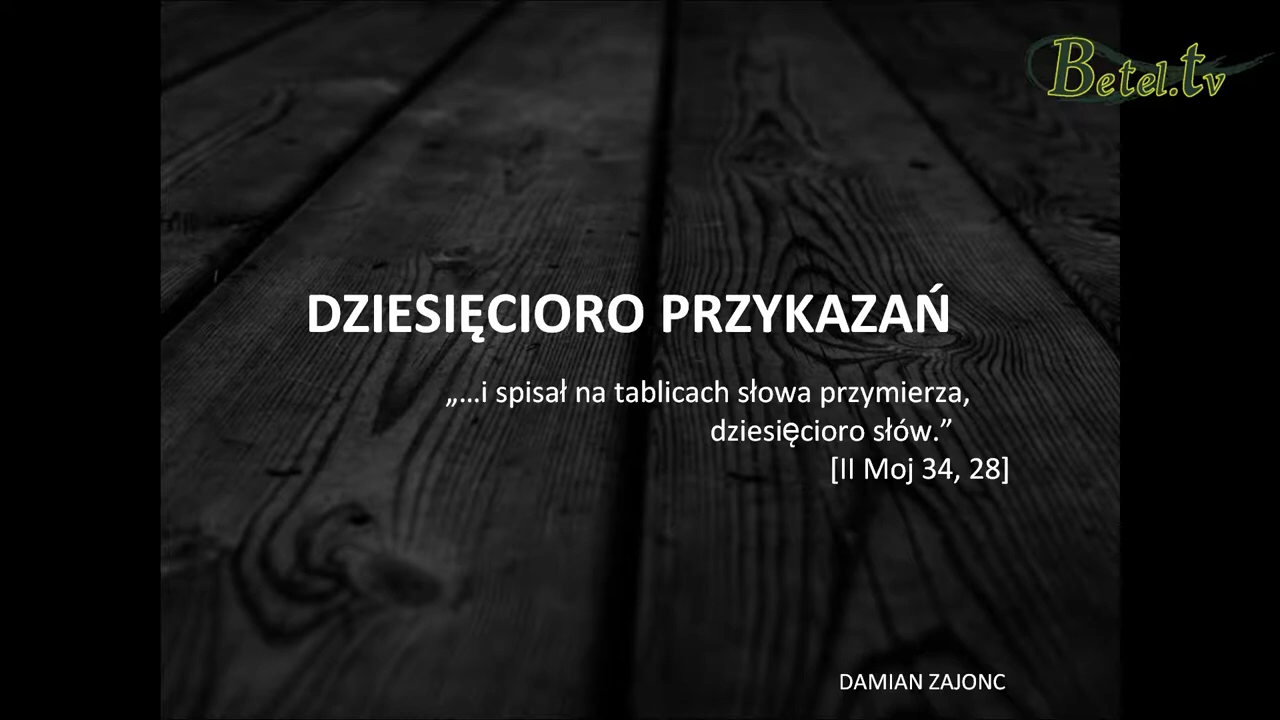 Betel.tv
DZIESIĘCIORO PRZYKAZAŃ
„...i spisał na tablicach słowa przymierza,
dziesięcioro słów.”
[II Moj 34, 28]
DAMIAN ZAJONC